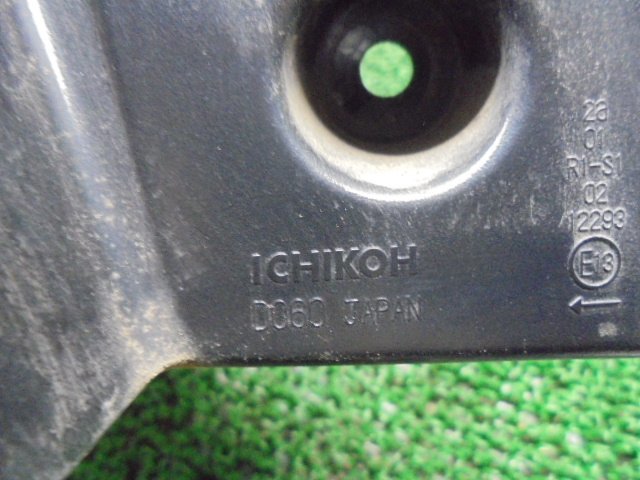 ICHIKOH
D060 JAPAN
2a
01
R1-S1
02
12293
E13
←